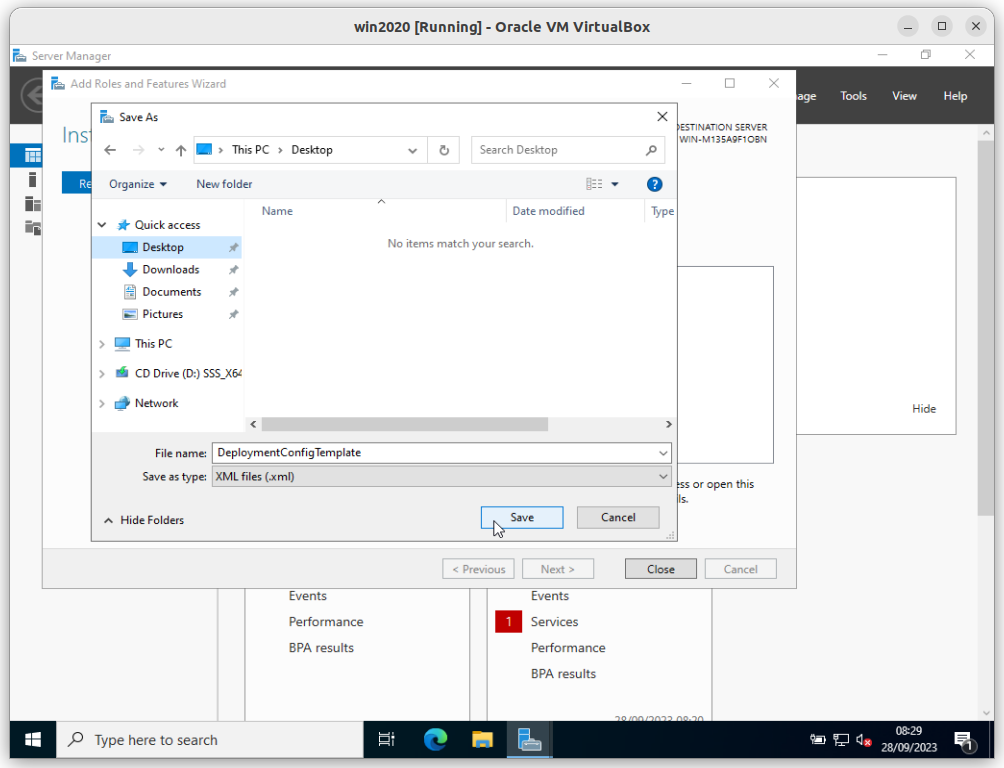 win2020 [Running] - Oracle VM VirtualBox
Server Manager
Add Roles and Features Wizard
Tools View Help
Save As
DESTINATION SERVER
WIN-M135A9F1OBN
This PC > Desktop
Search Desktop
Organize
New folder
Name
Date modified
Type
No items match your search.
Quick access
Desktop
Downloads
Documents
Pictures
This PC
CD Drive (D:) SSS_X64
Network
Hide
File name: DeploymentConfigTemplate
Save as type: XML files (.xml)
or open this
Hide Folders
Save
Cancel
< Previous
Next >
Close
Cancel
Events
Performance
BPA results
Events
1 Services
Performance
BPA results
28/09/2023 08:20
Type here to search
08:29
28/09/2023
1